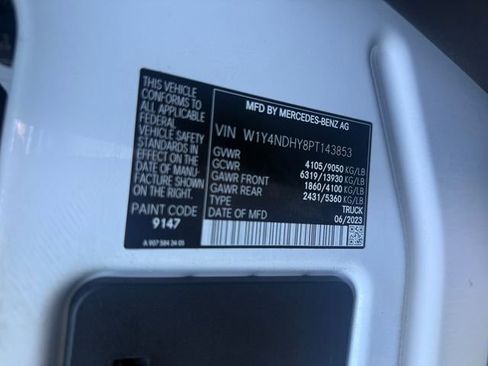 THIS VEHICLE
CONFORMS TO
ALL APPLICABLE
FEDERAL MOTOR
VEHICLE SAFETY
STANDARDS IN
EFFECT ON THE
DATE OF MANU-
FACTURE
SHOWN ON THE
RIGHT.
PAINT CODE
9147
A 907 584 34 05
MFD BY MERCEDES-BENZ AG
VIN W1Y4NDHY8PT143853
GVWR 4105/9050 KG/LB
GCWR 6319/13930 KG/LB
GAWR FRONT 1860/4100 KG/LB
GAWR REAR 2431/5360 KG/LB
TYPE TRUCK
DATE OF MFD 06/2023